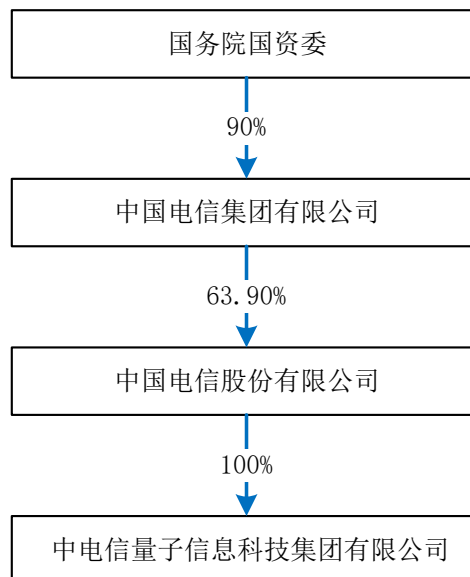 国务院国资委
90%
中国电信集团有限公司
63.90%
中国电信股份有限公司
100%
中电信量子信息科技集团有限公司